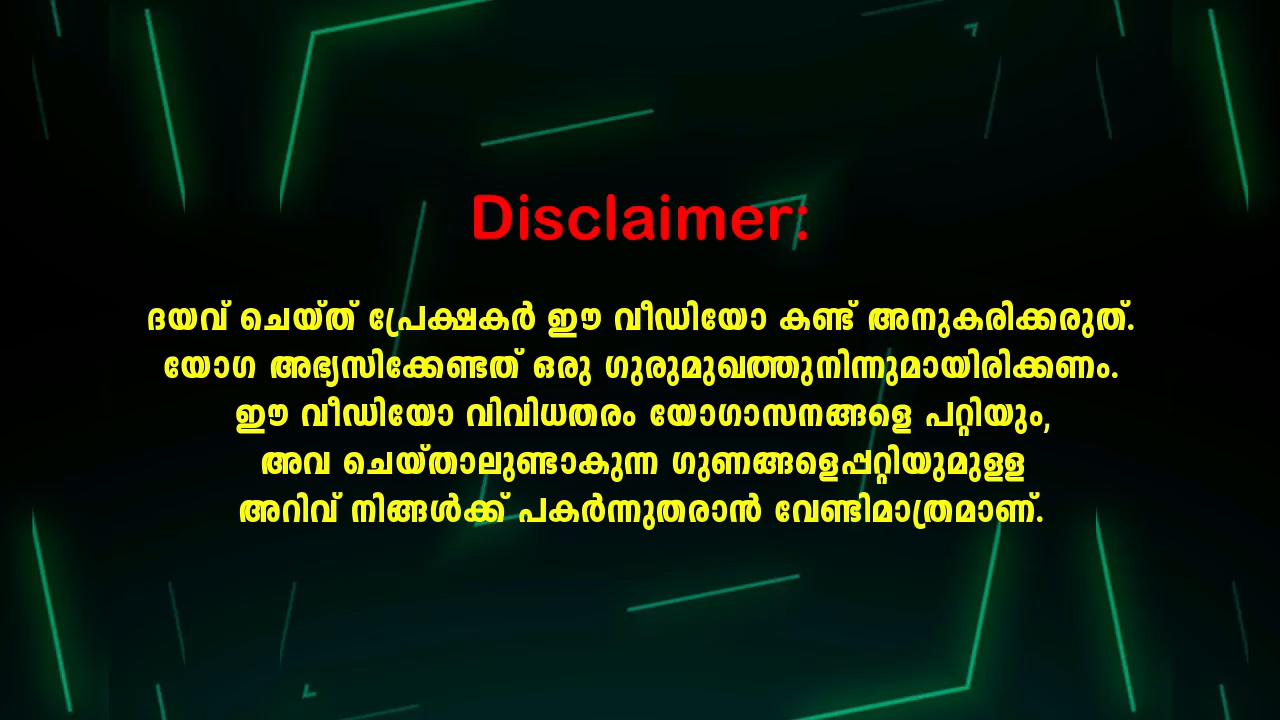 Disclaimer:
ദയവ് ചെയ്ത് പ്രേക്ഷകർ ഈ വീഡിയോ കണ്ട് അനുകരിക്കരുത്.
യോഗ അഭ്യസിക്കേണ്ടത് ഒരു ഗുരുമുഖത്തുനിന്നുമായിരിക്കണം.
ഈ വീഡിയോ വിവിധതരം യോഗാസനങ്ങളെ പറ്റിയും,
അവ ചെയ്താലുണ്ടാകുന്ന ഗുണങ്ങളെപ്പറ്റിയുമുളള
അറിവ് നിങ്ങൾക്ക് പകർന്നുതരാൻ വേണ്ടിമാത്രമാണ്.